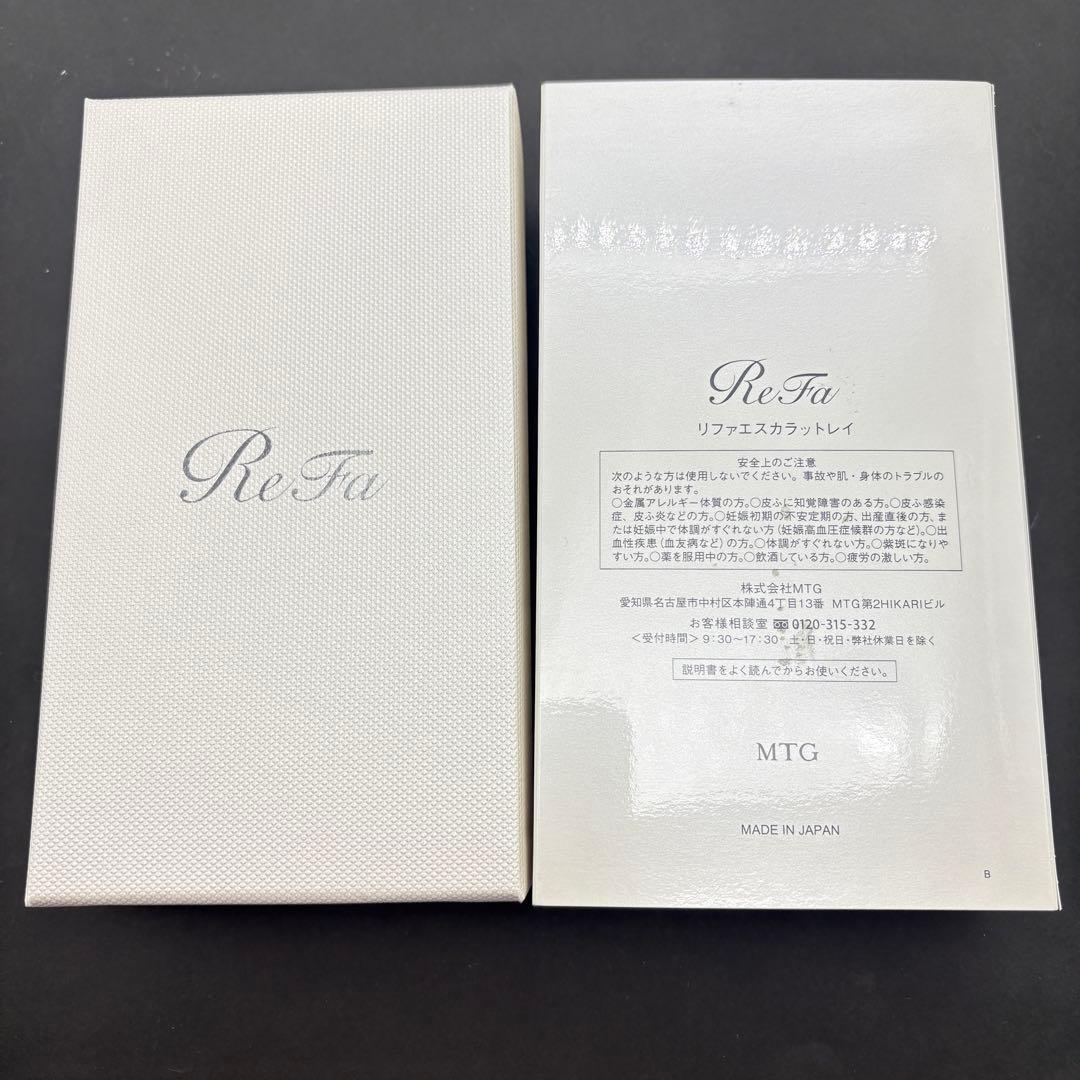 ReFa
ReFa
リファエスカラットレイ
安全上のご注意
次のような方は使用しないでください。事故や肌・身体のトラブルの
おそれがあります。
○金属アレルギー体質の方。○皮ふに知覚障害のある方。○皮ふ感染
症、皮ふ炎などの方。○妊娠初期の不安定期の方、出産直後の方、ま
たは妊娠中で体調がすぐれない方(妊娠高血圧症候群の方など)。○出
血性疾患(血友病など)の方。○体調がすぐれない方。○紫斑になりや
すい方。○薬を服用中の方。○飲酒している方。○疲労の激しい方。
株式会社MTG
愛知県名古屋市中村区本陣通4丁目13番 MTG第2HIKARIビル
お客様相談室 0120-315-332
<受付時間> 9:30~17:30 土・日・祝日・弊社休業日を除く
説明書をよく読んでからお使いください。
MTG
MADE IN JAPAN
B